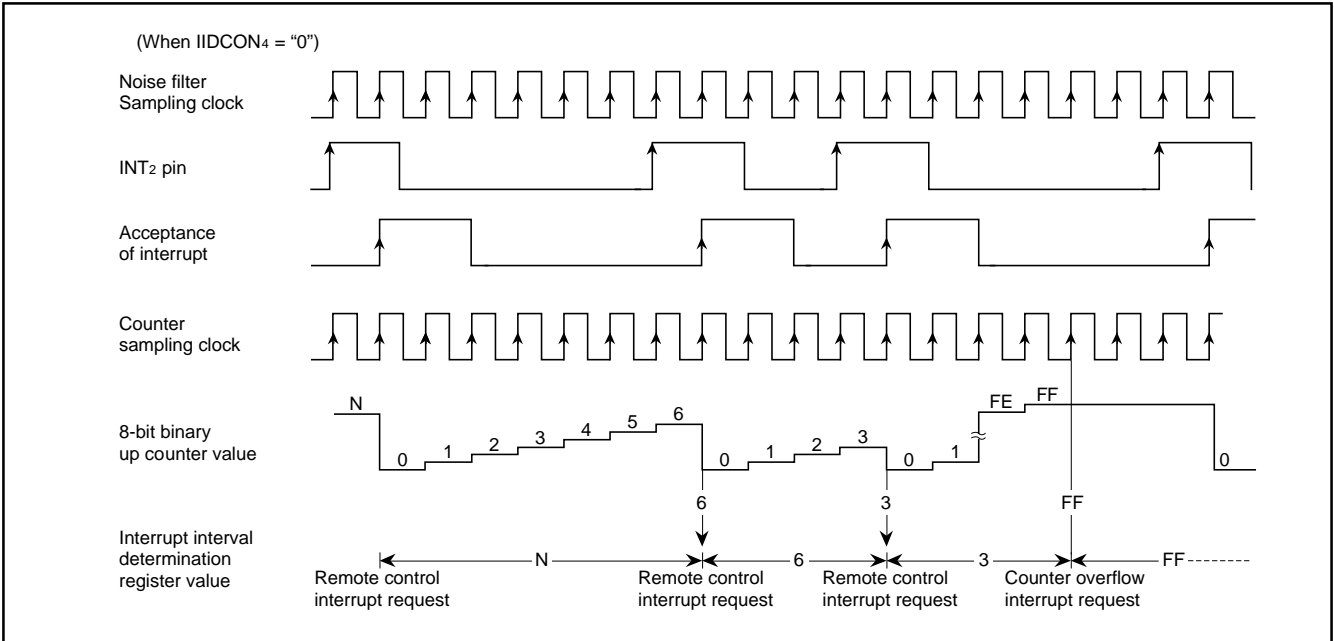 (When IIDCON4 = “0”)
Noise filter
Sampling clock
INT2 pin
Acceptance
of interrupt
Counter
sampling clock
8-bit binary
up counter value
N
0
1
2
3
4
5
6
0
1
2
3
0
1
FE
FF
0
6
3
FF
Interrupt interval
determination
register value
N
6
3
FF
Remote control
interrupt request
Remote control
interrupt request
Remote control
interrupt request
Counter overflow
interrupt request